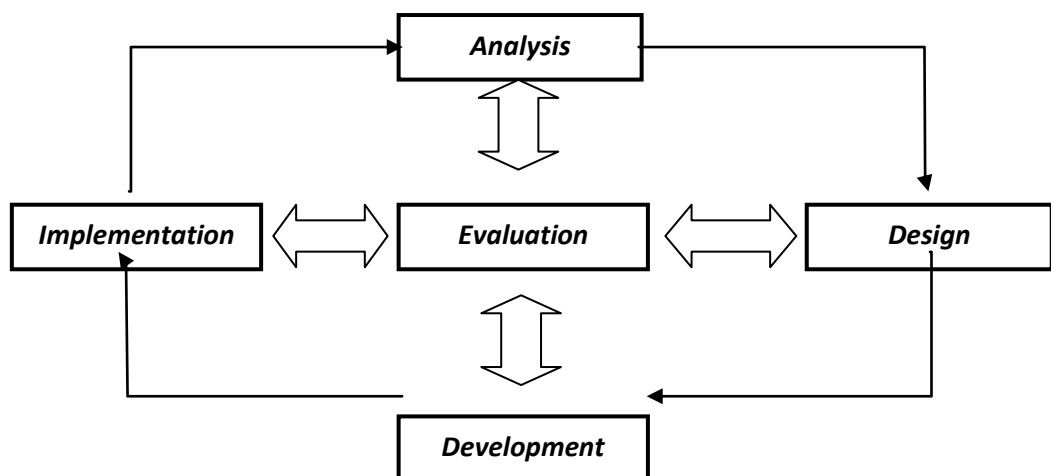 Analysis
Implementation
Evaluation
Design
Development